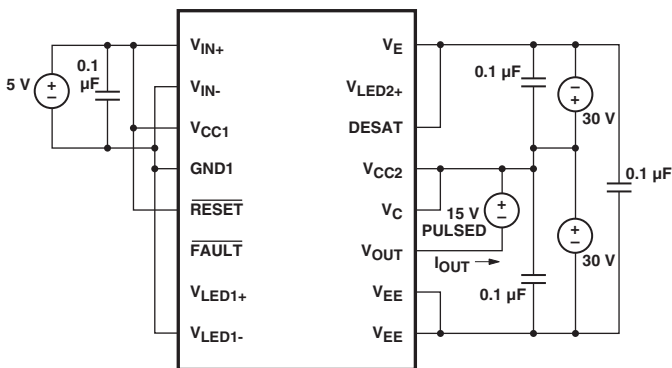 V_IN+
V_IN-
V_CC1
GND1
RESET
FAULT
V_LED1+
V_LED1-
V_E
V_LED2+
DESAT
V_CC2
V_C
V_OUT
V_EE
V_EE
5 V
+
−
0.1
µF
0.1 µF
−
+
30 V
0.1 µF
15 V
PULSED
+
−
I_OUT
0.1 µF
+
−
30 V